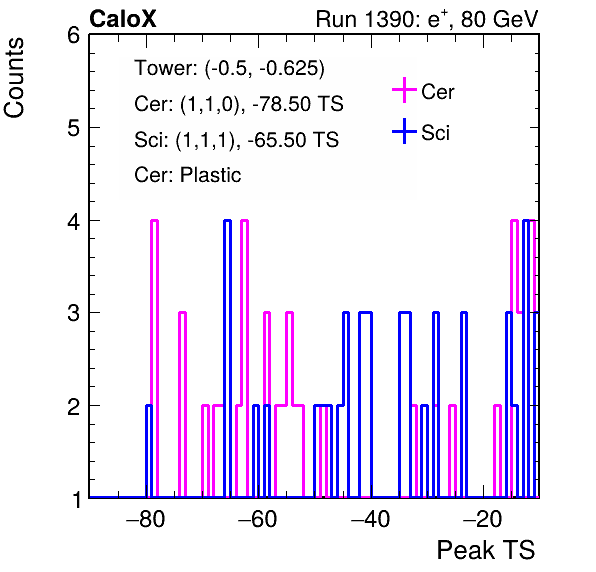 CaloX Run 1390: e⁺, 80 GeV
Counts
6
Tower: (-0.5, -0.625)
Cer: (1,1,0), -78.50 TS
Sci: (1,1,1), -65.50 TS
Cer: Plastic
Cer
Sci
5
4
3
2
1
−80 −60 −40 −20
Peak TS